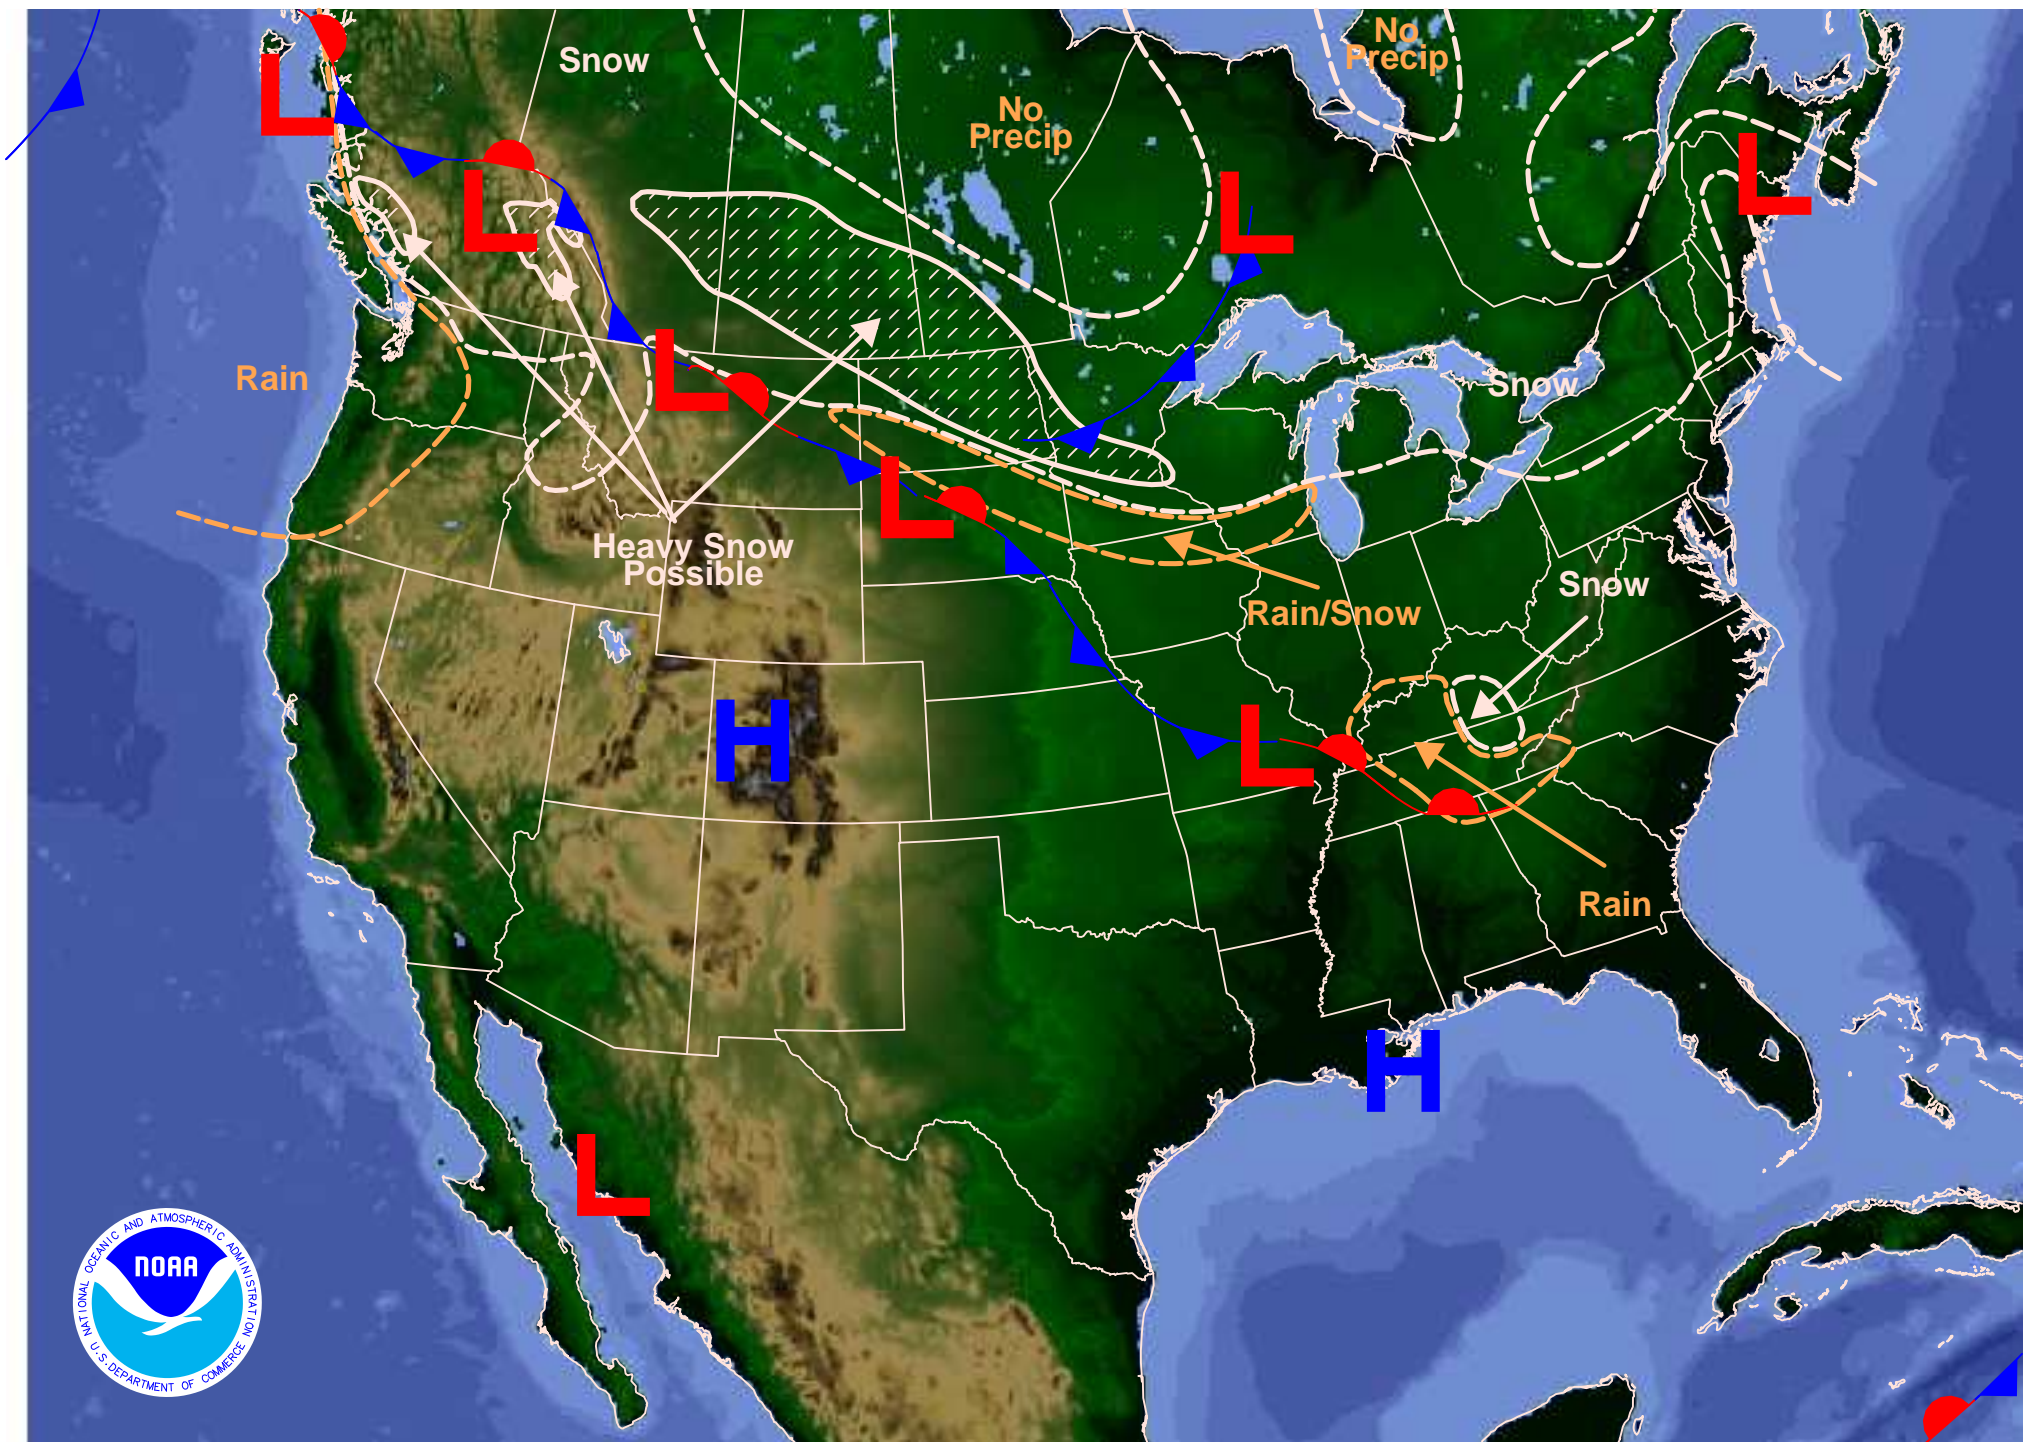 No
Precip
Snow
No
Precip
L
L
L
L
L
Rain
L
Snow
L
Heavy Snow
Possible
Snow
Rain/Snow
H
L
Rain
H
L
NATIONAL OCEANIC AND ATMOSPHERIC ADMINISTRATION
NOAA
U.S. DEPARTMENT OF COMMERCE